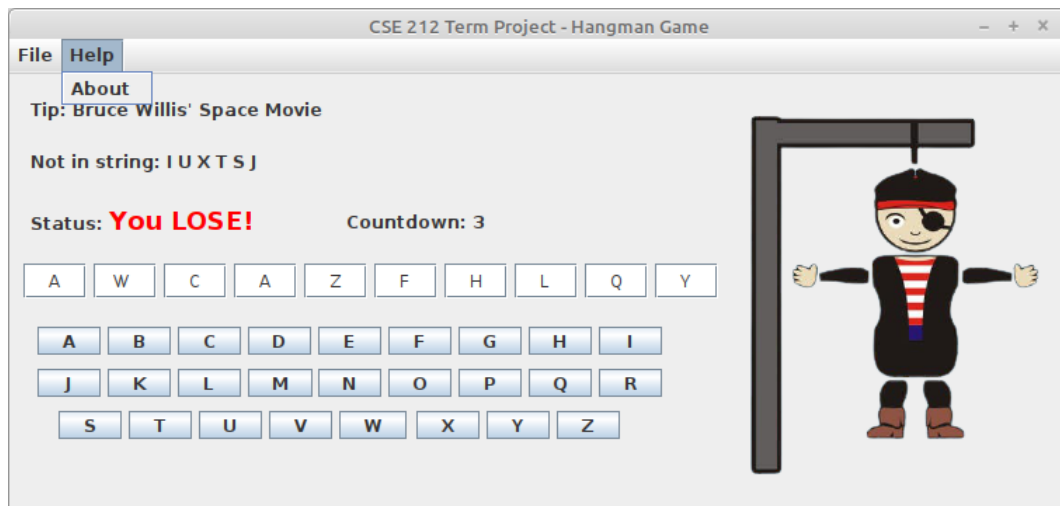 CSE 212 Term Project - Hangman Game
File Help
About
Tip: Bruce Willis' Space Movie
Not in string: I U X T S J
Status: You LOSE! Countdown: 3
A W C A Z F H L Q Y
A B C D E F G H I
J K L M N O P Q R
S T U V W X Y Z